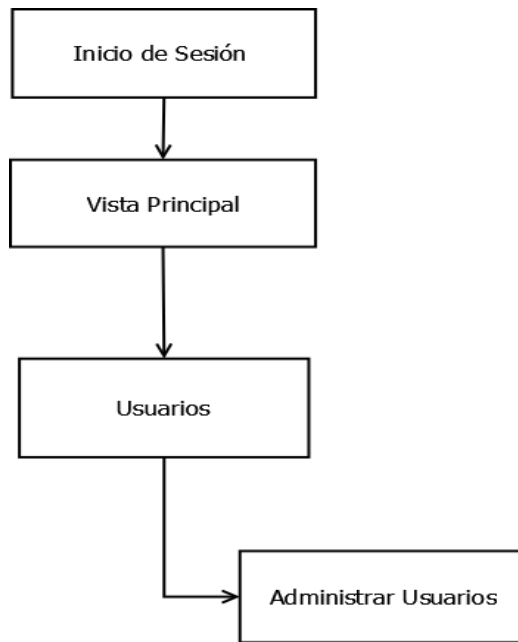 Inicio de Sesión
Vista Principal
Usuarios
Administrar Usuarios